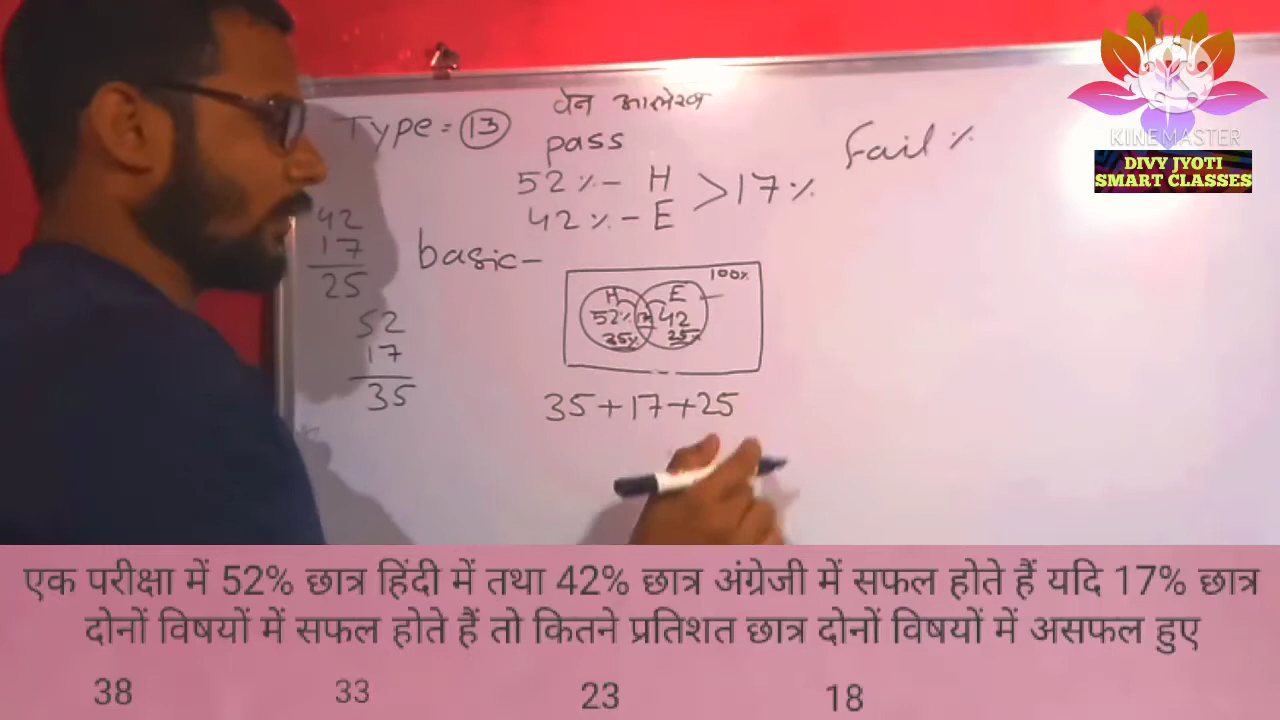 Type = 13
वेन आलेख
pass
Fail %
52 % - H
42 % - E
> 17 %
42
17
25
basic -
52
17
35
100%
H
E
52%
42
35%
25%
35 + 17 + 25
KINEMASTER
DIVY JYOTI
SMART CLASSES
एक परीक्षा में 52% छात्र हिंदी में तथा 42% छात्र अंग्रेजी में सफल होते हैं यदि 17% छात्र
दोनों विषयों में सफल होते हैं तो कितने प्रतिशत छात्र दोनों विषयों में असफल हुए
38 33 23 18